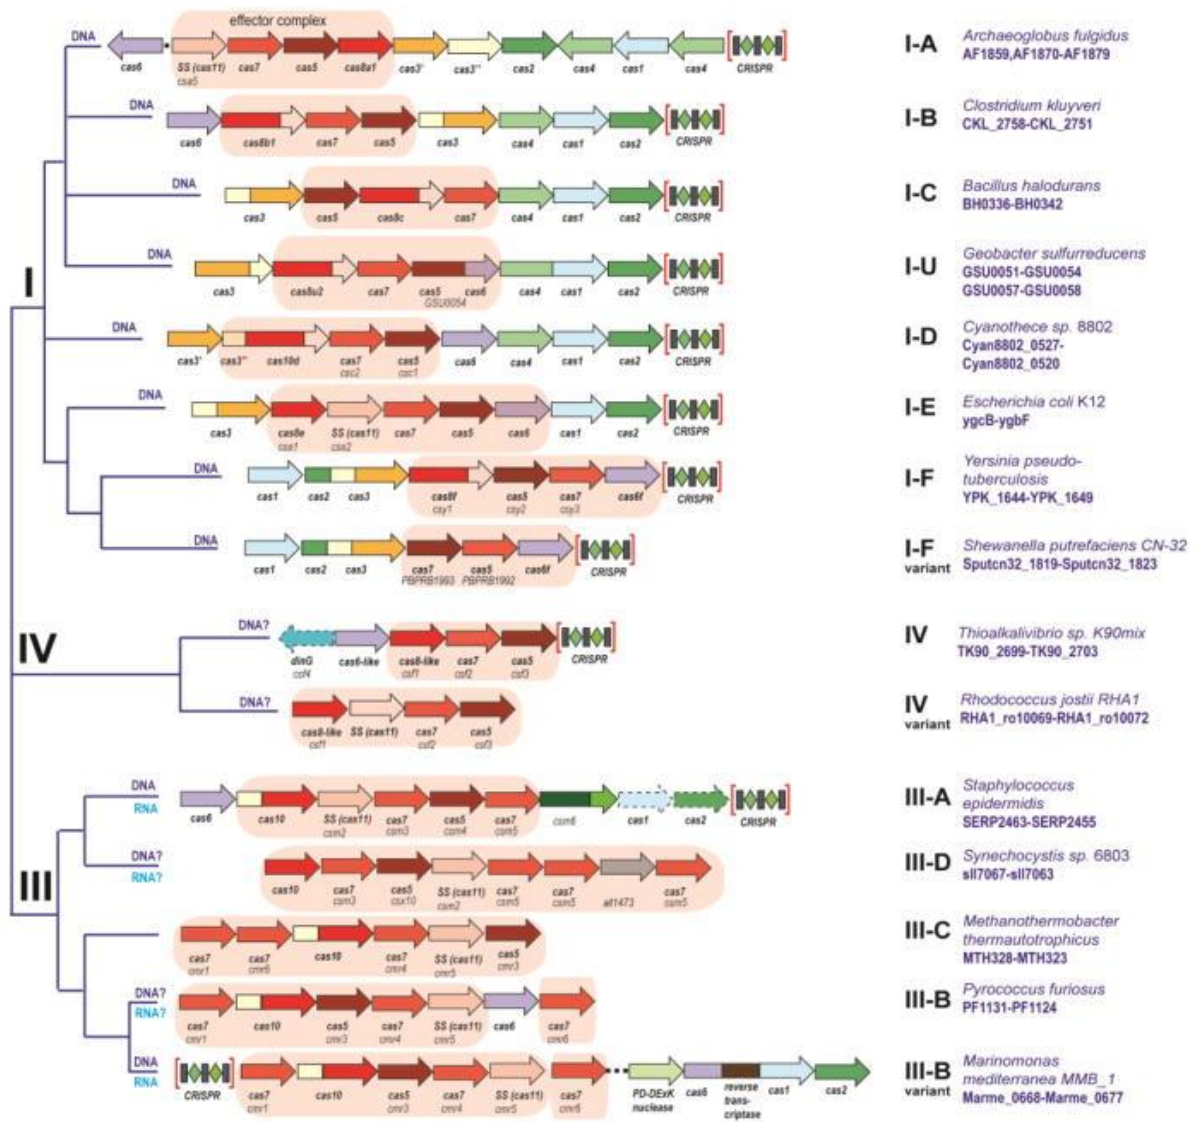 effector complex
DNA
cas6
SS (cas11)
csa5
cas7
cas5
cas8a1
cas3'
cas3''
cas2
cas4
cas1
cas4
CRISPR
I-A
Archaeoglobus fulgidus
AF1859,AF1870-AF1879
DNA
cas6
cas8b1
cas7
cas5
cas3
cas4
cas1
cas2
CRISPR
I-B
Clostridium kluyveri
CKL_2758-CKL_2751
DNA
cas3
cas5
cas8c
cas7
cas4
cas1
cas2
CRISPR
I-C
Bacillus halodurans
BH0336-BH0342
I
DNA
cas3
cas8u2
cas7
cas5
GSU0054
cas6
cas4
cas1
cas2
CRISPR
I-U
Geobacter sulfurreducens
GSU0051-GSU0054
GSU0057-GSU0058
DNA
cas3'
cas3''
cas10d
cas7
csc2
cas5
csc1
cas6
cas4
cas1
cas2
CRISPR
I-D
Cyanothece sp. 8802
Cyan8802_0527-
Cyan8802_0520
DNA
cas3
cas8e
cse1
SS (cas11)
cse2
cas7
cas5
cas6
cas1
cas2
CRISPR
I-E
Escherichia coli K12
ygcB-ygbF
DNA
cas1
cas2
cas3
cas8f
csy1
cas5
csy2
cas7
csy3
cas6f
CRISPR
I-F
Yersinia pseudo-
tuberculosis
YPK_1644-YPK_1649
DNA
cas1
cas2
cas3
cas7
PBPRB1993
cas5
PBPRB1992
cas6f
CRISPR
I-F
variant
Shewanella putrefaciens CN-32
Sputcn32_1819-Sputcn32_1823
IV
DNA?
dinG
csf4
cas6-like
cas8-like
csf1
cas7
csf2
cas5
csf3
CRISPR
IV
Thioalkalivibrio sp. K90mix
TK90_2699-TK90_2703
DNA?
cas8-like
csf1
SS (cas11)
cas7
csf2
cas5
csf3
IV
variant
Rhodococcus jostii RHA1
RHA1_ro10069-RHA1_ro10072
III
DNA
RNA
cas6
cas10
SS (cas11)
csm2
cas7
csm3
cas5
csm4
cas7
csm5
csm6
cas1
cas2
CRISPR
III-A
Staphylococcus
epidermidis
SERP2463-SERP2455
DNA?
RNA?
cas10
cas7
csm3
cas5
csx10
SS (cas11)
csm2
cas7
csm5
cas7
csm5
all1473
cas7
csm5
III-D
Synechocystis sp. 6803
sll7067-sll7063
cas7
cmr1
cas7
cmr6
cas10
cas7
cmr4
SS (cas11)
cmr5
cas5
cmr3
III-C
Methanothermobacter
thermautotrophicus
MTH328-MTH323
DNA?
RNA?
cas7
cmr1
cas10
cas5
cmr3
cas7
cmr4
SS (cas11)
cmr5
cas6
cas7
cmr6
III-B
Pyrococcus furiosus
PF1131-PF1124
DNA
RNA
CRISPR
cas7
cmr1
cas10
cas5
cmr3
cas7
cmr4
SS (cas11)
cmr5
cas7
cmr6
PD-DExK
nuclease
cas6
reverse
trans-
criptase
cas1
cas2
III-B
variant
Marinomonas
mediterranea MMB_1
Marme_0668-Marme_0677